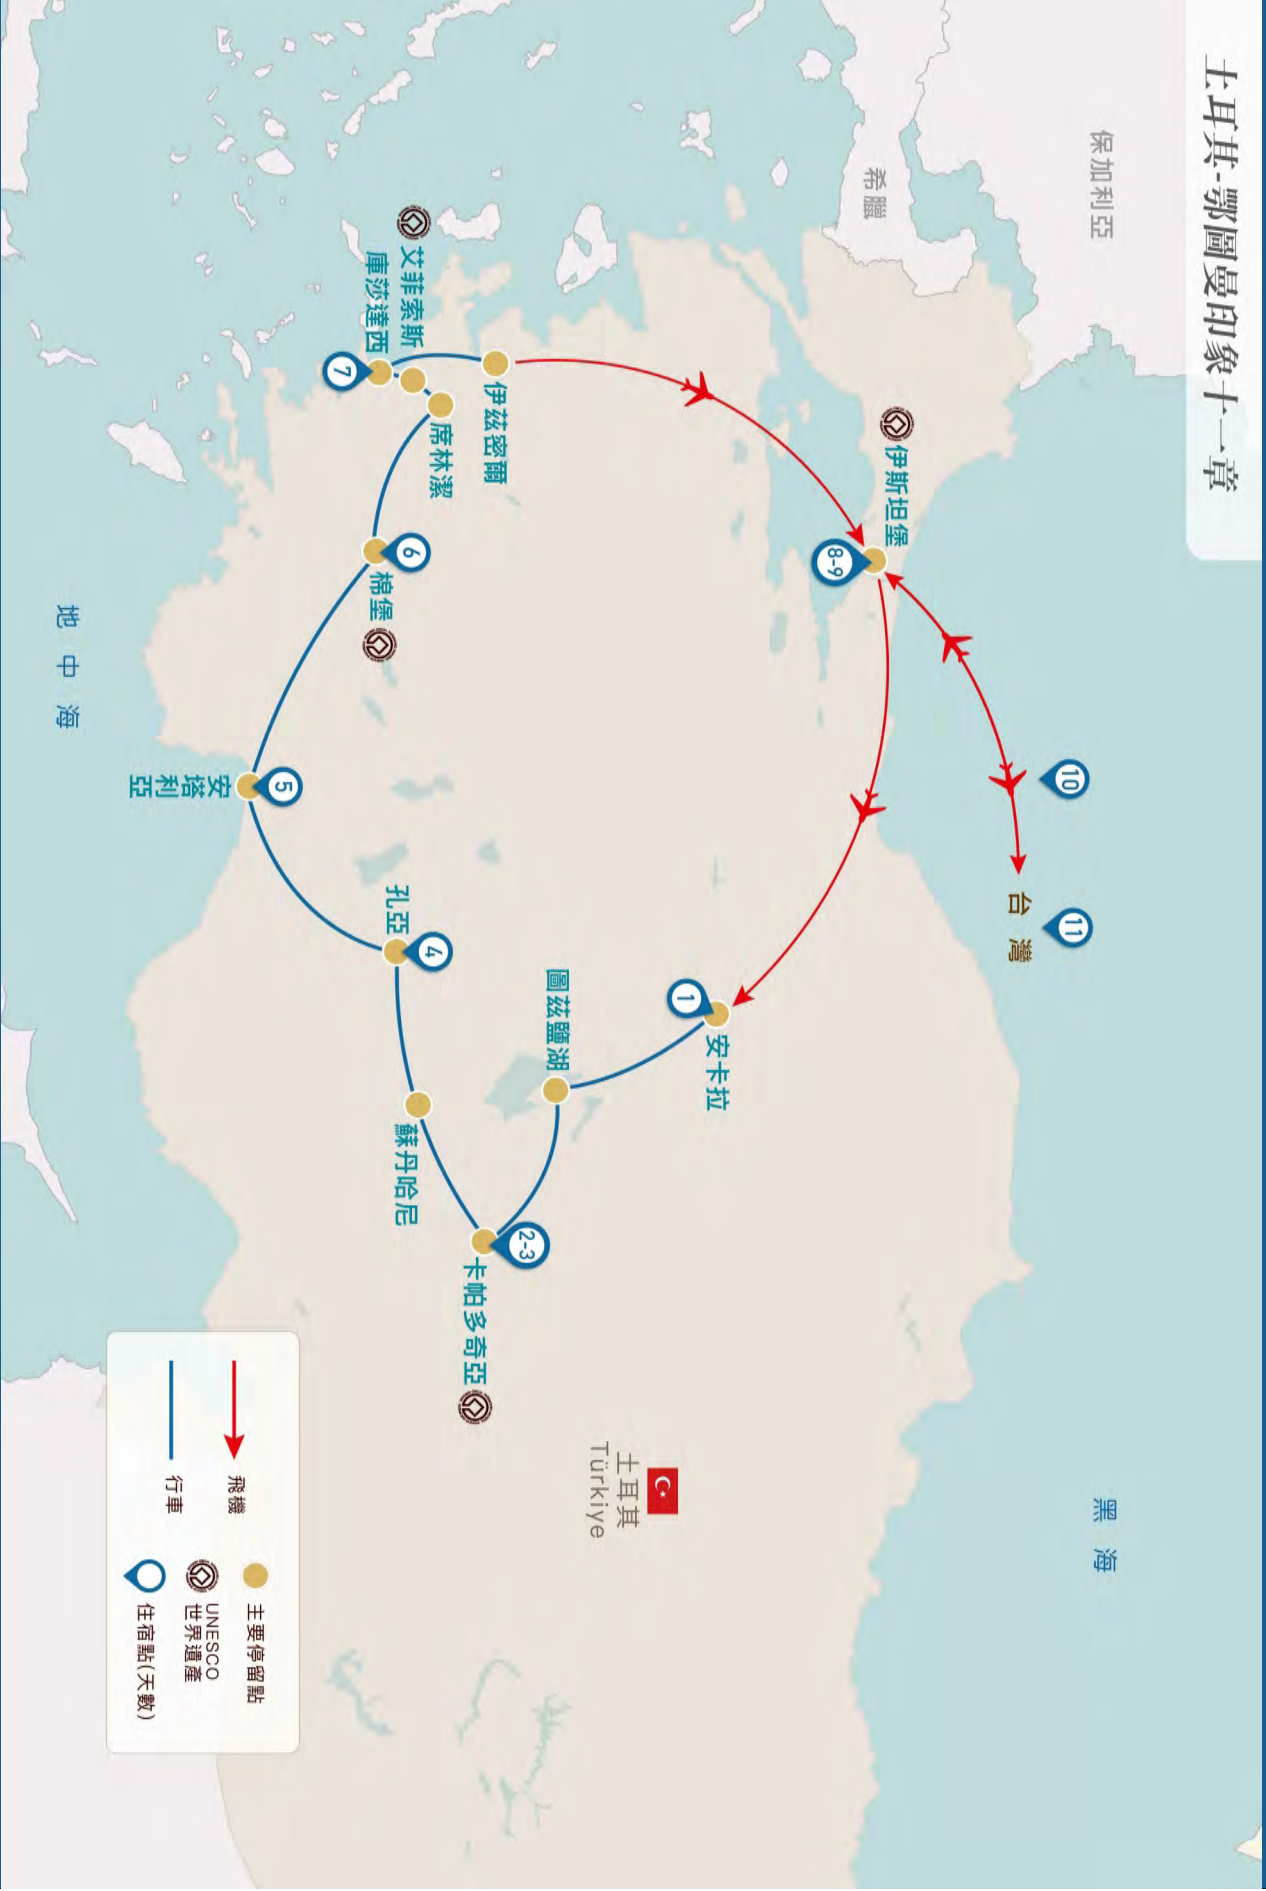 土耳其-鄂圖曼印象十一章
保加利亞
希臘
黑 海
地 中 海
10
11
台 灣
伊斯坦堡
8-9
1
安卡拉
圖茲鹽湖
2-3
卡帕多奇亞
蘇丹哈尼
4
孔亞
5
安塔利亞
6
棉堡
席林潔
艾菲索斯
庫莎達西
7
伊茲密爾
土耳其
Türkiye
飛機
行車
主要停留點
UNESCO
世界遺產
住宿點(天數)